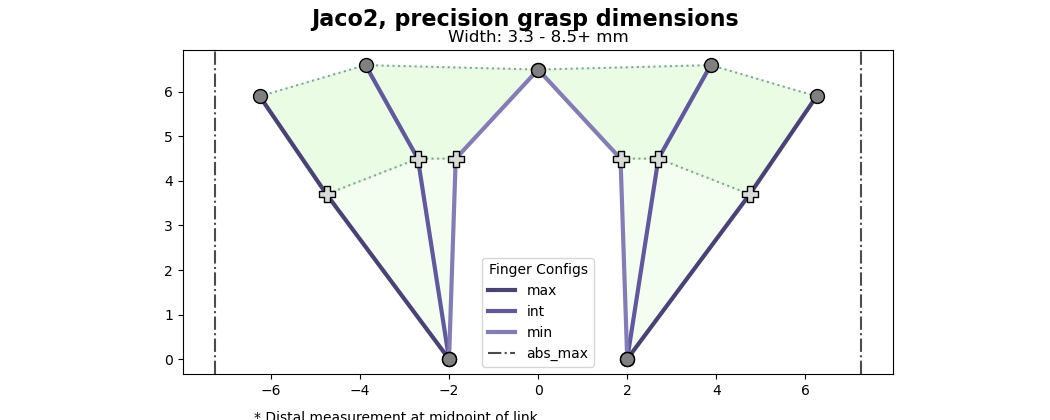 Jaco2, precision grasp dimensions
Width: 3.3 - 8.5+ mm
6
5
4
3
2
1
0
Finger Configs
max
int
min
abs_max
−6 −4 −2 0 2 4 6
* Distal measurement at midpoint of link